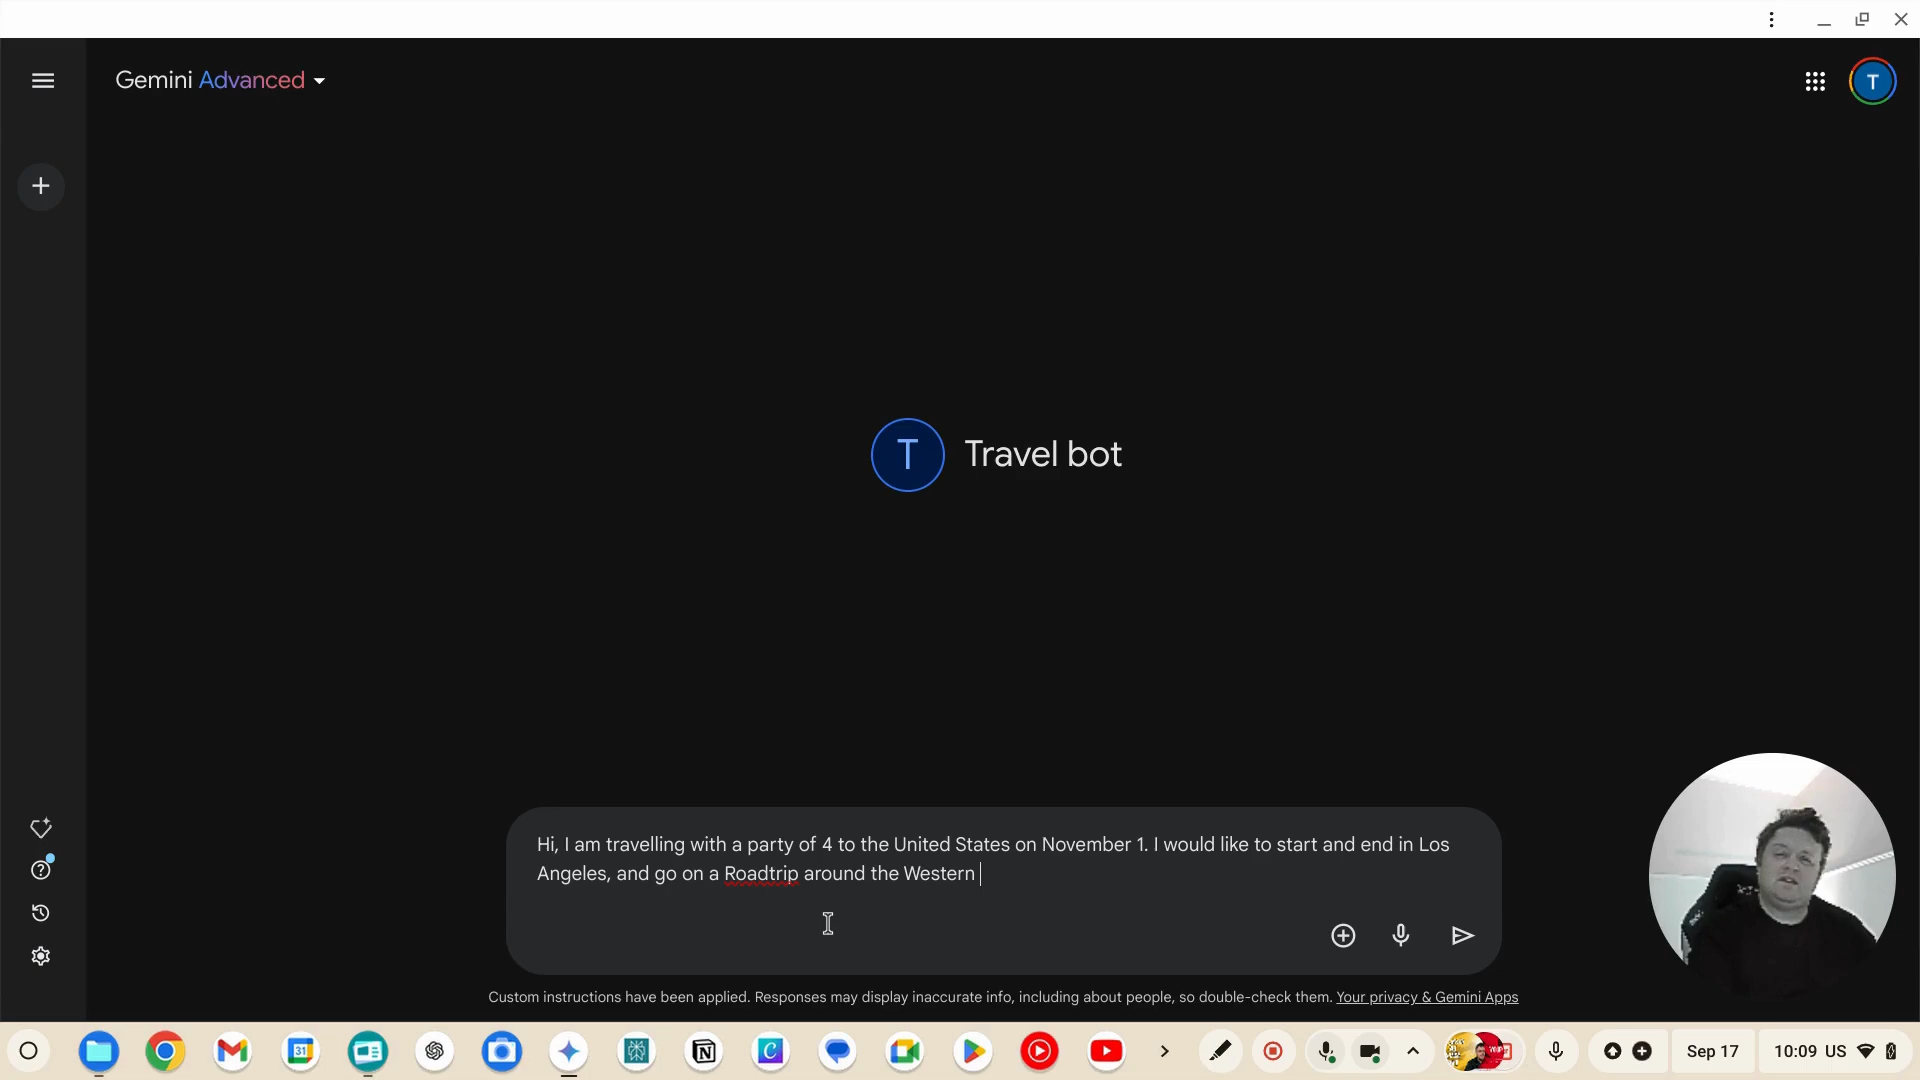 Gemini Advanced
T
T
Travel bot
Hi, I am travelling with a party of 4 to the United States on November 1. I would like to start and end in Los
Angeles, and go on a Roadtrip around the Western
Custom instructions have been applied. Responses may display inaccurate info, including about people, so double-check them. Your privacy & Gemini Apps
31
Sep 17
10:09 US